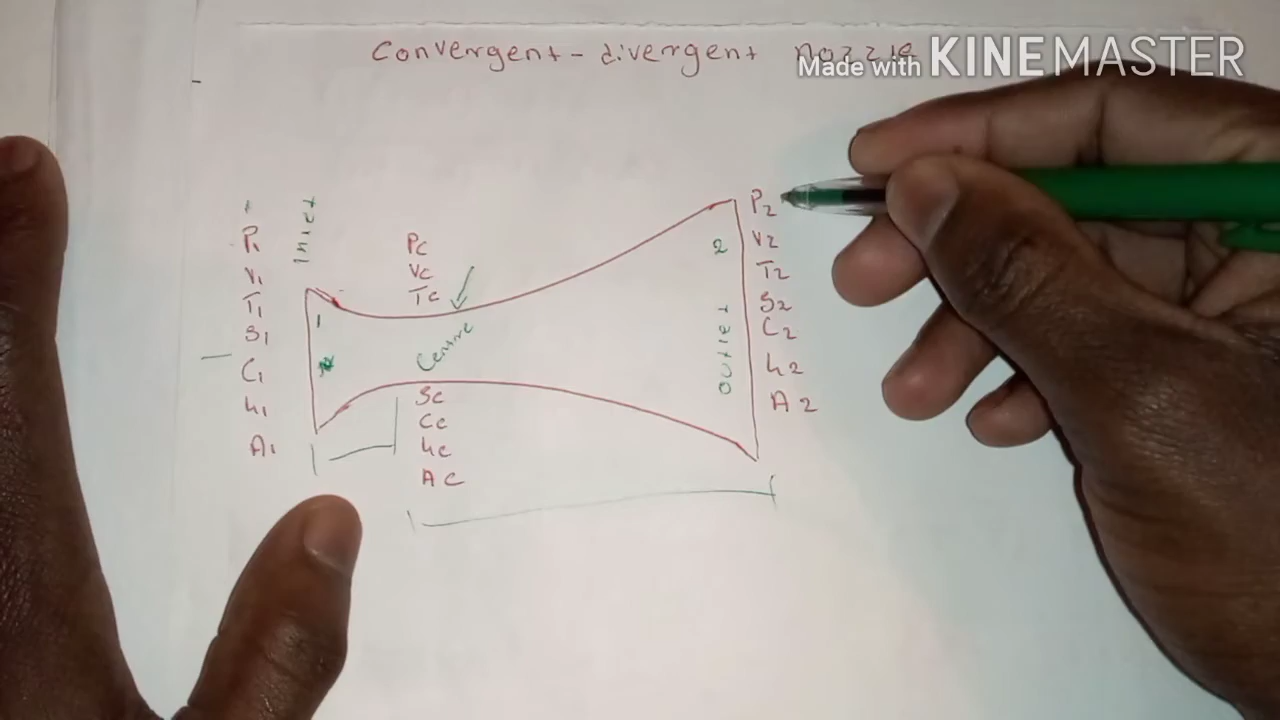 Convergent - divergent nozzle
Made with KINEMASTER
Inlet
P1
V1
T1
S1
C1
h1
A1
1
Pc
Vc
Tc
Centre
Sc
Cc
hc
Ac
2
outlet
P2
V2
T2
S2
C2
h2
A2